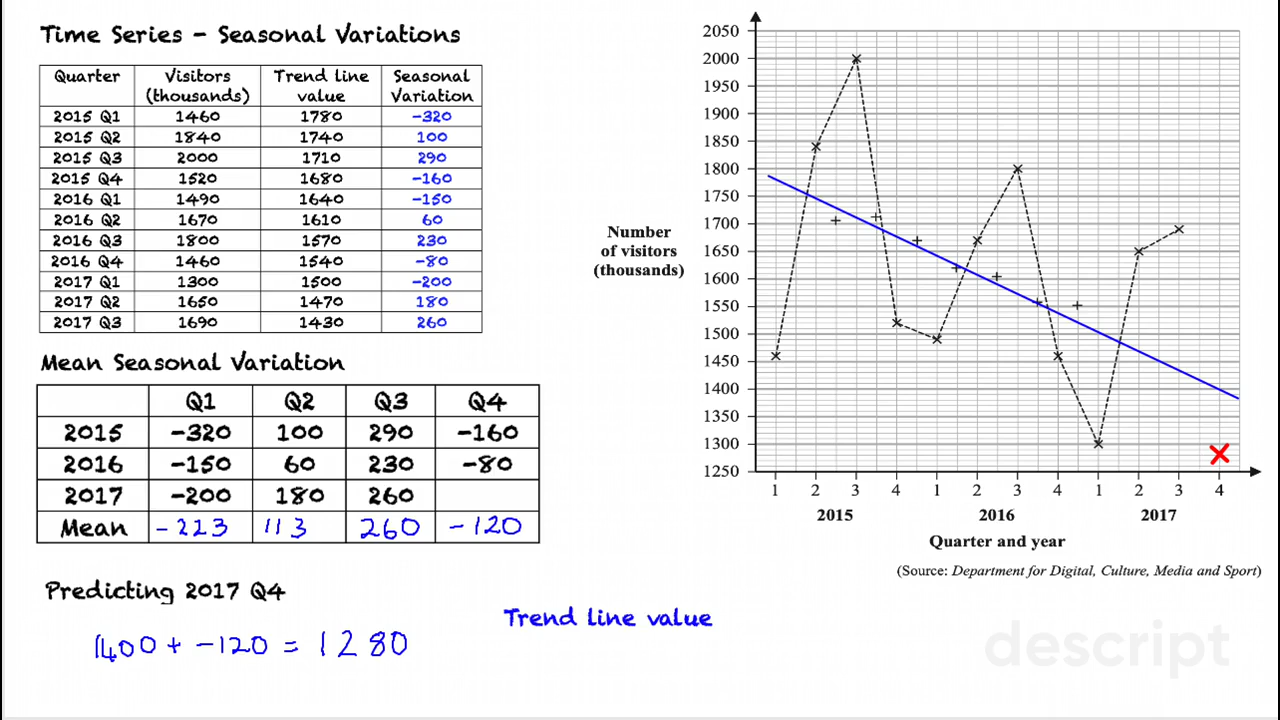 Time Series - Seasonal Variations
Quarter Visitors (thousands) Trend line value Seasonal Variation
2015 Q1 1460 1780 -320
2015 Q2 1840 1740 100
2015 Q3 2000 1710 290
2015 Q4 1520 1680 -160
2016 Q1 1490 1640 -150
2016 Q2 1670 1610 60
2016 Q3 1800 1570 230
2016 Q4 1460 1540 -80
2017 Q1 1300 1500 -200
2017 Q2 1650 1470 180
2017 Q3 1690 1430 260
Mean Seasonal Variation
Q1 Q2 Q3 Q4
2015 -320 100 290 -160
2016 -150 60 230 -80
2017 -200 180 260
Mean -223 113 260 -120
Predicting 2017 Q4
1400 + -120 = 1280
Trend line value
2050
2000
1950
1900
1850
1800
1750
1700
1650
1600
1550
1500
1450
1400
1350
1300
1250
Number
of visitors
(thousands)
1 2 3 4 1 2 3 4 1 2 3 4
2015 2016 2017
Quarter and year
(Source: Department for Digital, Culture, Media and Sport)
descript